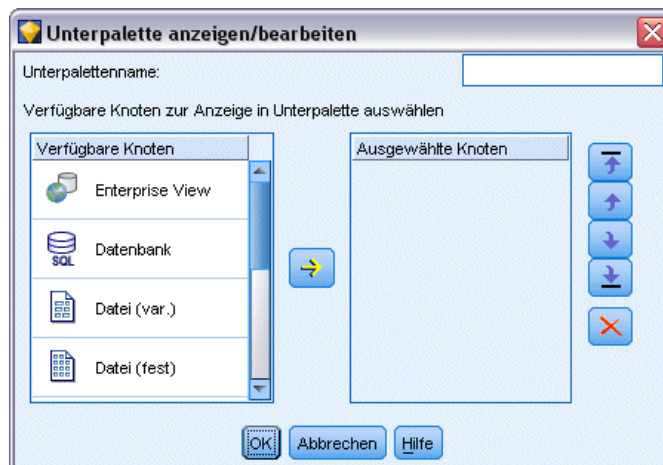 Unterpalette anzeigen/bearbeiten
Unterpalettenname:
Verfügbare Knoten zur Anzeige in Unterpalette auswählen
Verfügbare Knoten
Ausgewählte Knoten
Enterprise View
SQL
Datenbank
Datei (var.)
Datei (fest)
OK Abbrechen Hilfe